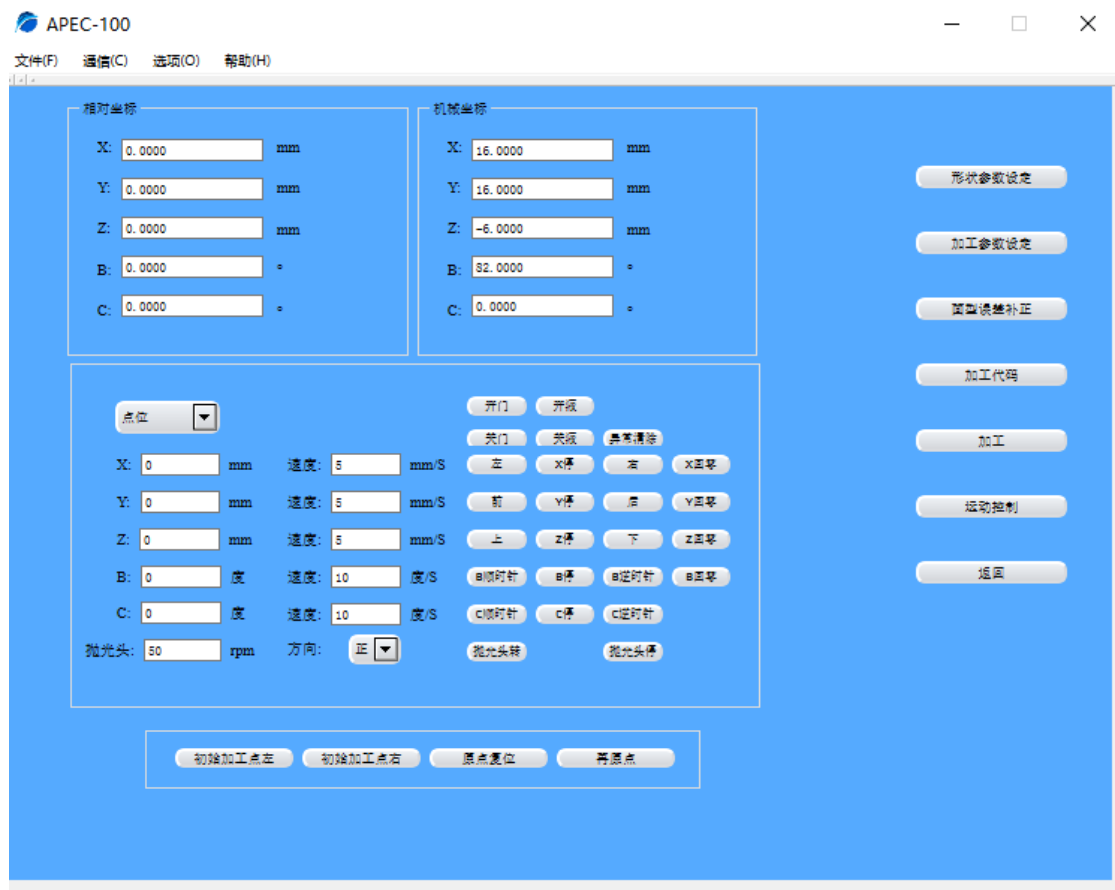 APEC-100
文件(F) 通信(C) 选项(O) 帮助(H)
相对坐标 机械坐标
X: 0.0000 mm X: 16.0000 mm
Y: 0.0000 mm Y: 16.0000 mm
Z: 0.0000 mm Z: -6.0000 mm
B: 0.0000 ° B: 82.0000 °
C: 0.0000 ° C: 0.0000 °
形状参数设定
加工参数设定
面型误差补正
加工代码
加工
运动控制
返回
点位 开门 开液
关门 关液 异常清除
X: 0 mm 速度: 5 mm/S 左 X停 右 X回零
Y: 0 mm 速度: 5 mm/S 前 Y停 后 Y回零
Z: 0 mm 速度: 5 mm/S 上 Z停 下 Z回零
B: 0 度 速度: 10 度/S B顺时针 B停 B逆时针 B回零
C: 0 度 速度: 10 度/S C顺时针 C停 C逆时针
抛光头: 50 rpm 方向: 正 抛光头转 抛光头停
初始加工点左 初始加工点右 原点复位 再原点